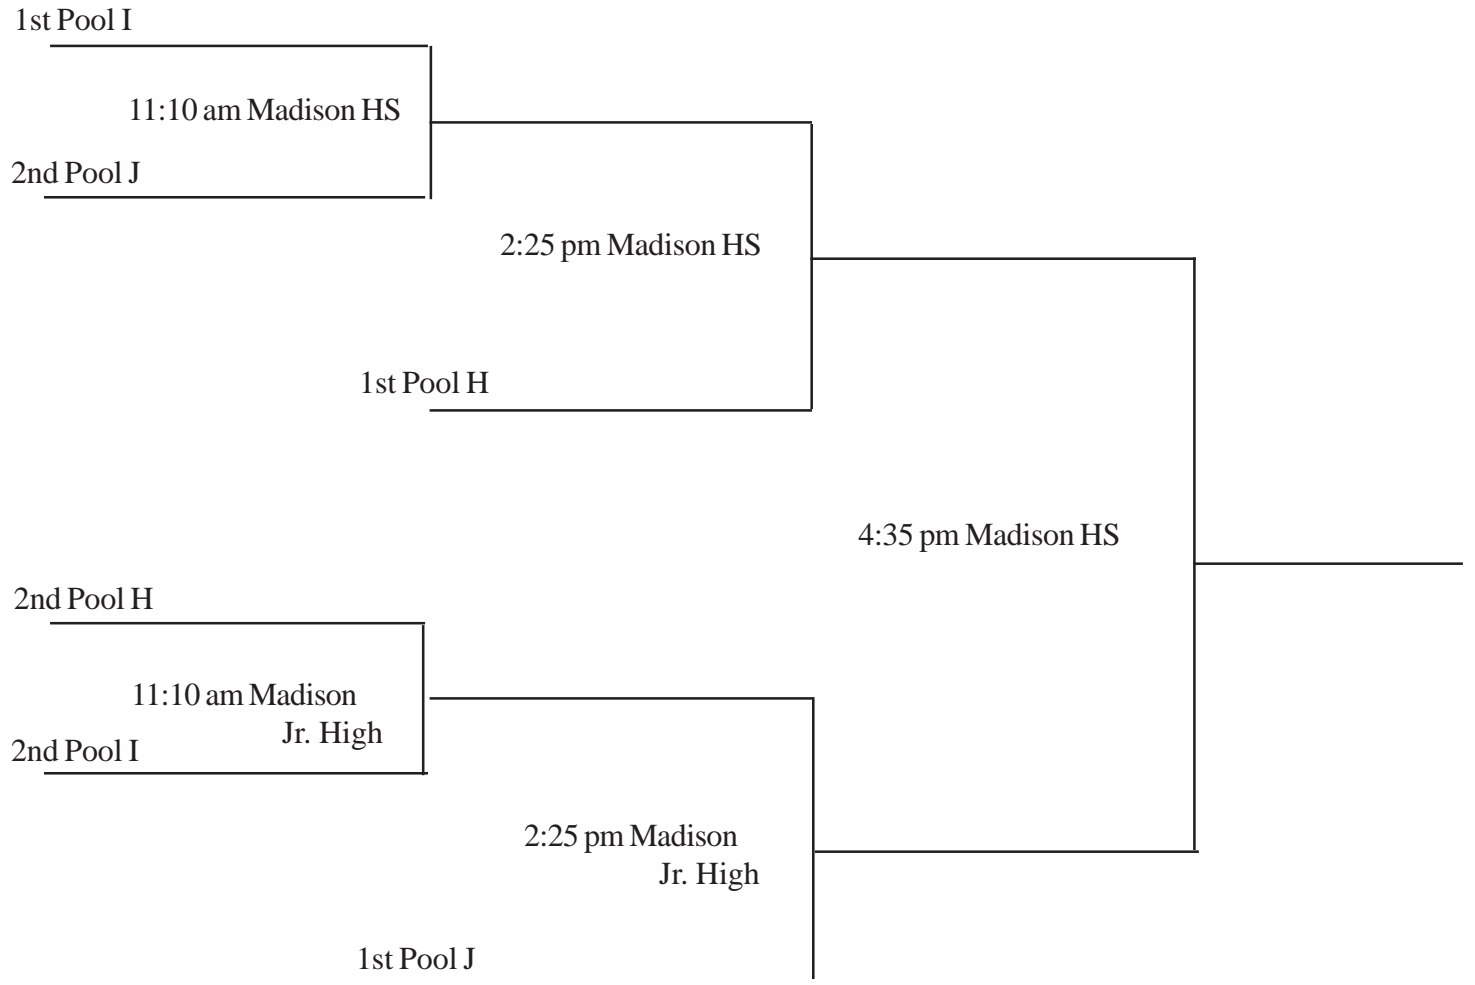 1st Pool I
11:10 am Madison HS
2nd Pool J
2:25 pm Madison HS
1st Pool H
4:35 pm Madison HS
2nd Pool H
11:10 am Madison
Jr. High
2nd Pool I
2:25 pm Madison
Jr. High
1st Pool J